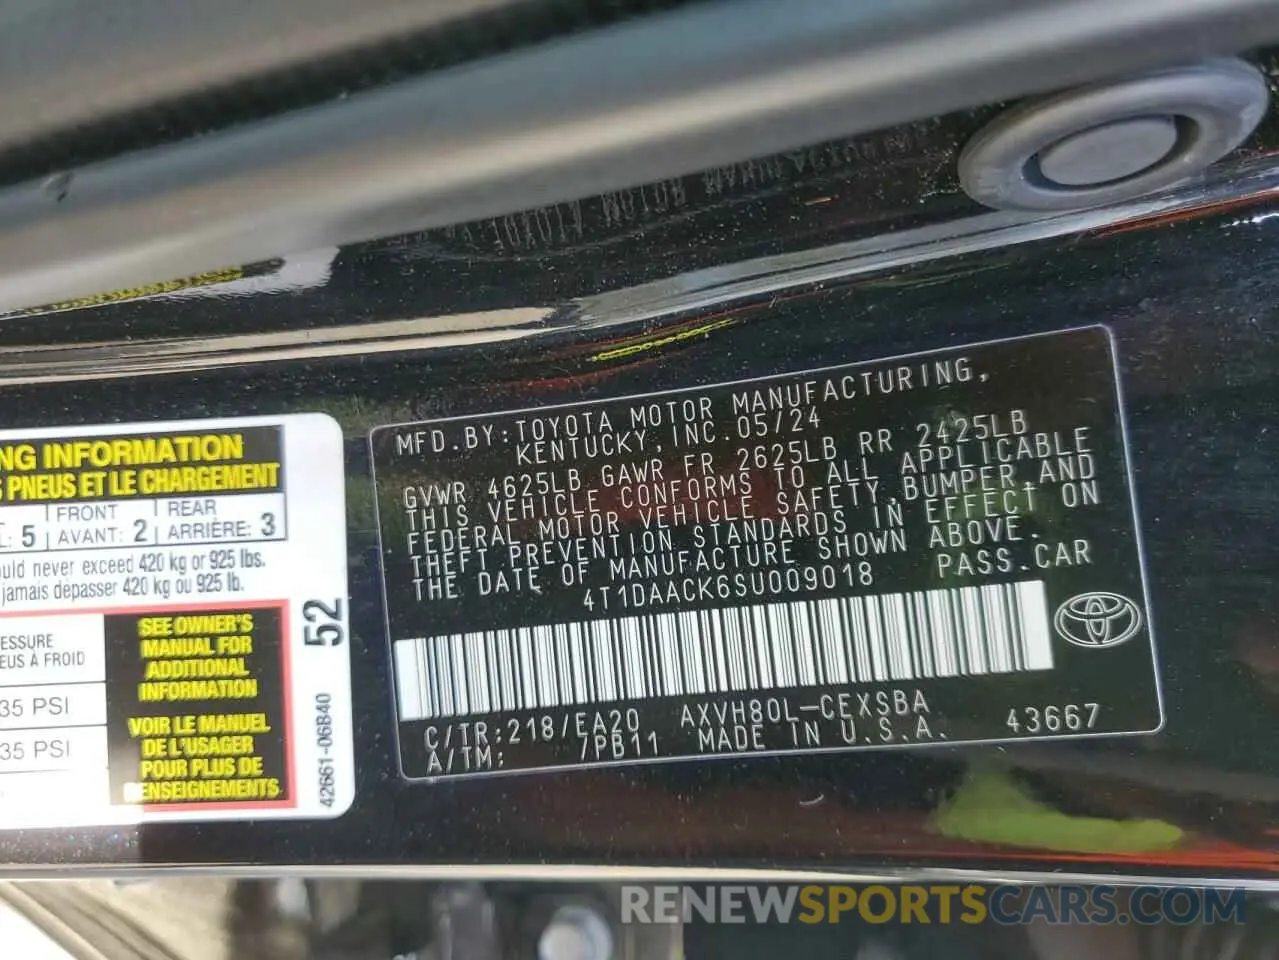 NG INFORMATION
S PNEUS ET LE CHARGEMENT
: 5 FRONT AVANT: 2 REAR ARRIÈRE: 3
ould never exceed 420 kg or 925 lbs.
jamais dépasser 420 kg ou 925 lb.
ESSURE
EUS À FROID
35 PSI
35 PSI
SEE OWNER'S
MANUAL FOR
ADDITIONAL
INFORMATION
VOIR LE MANUEL
DE L'USAGER
POUR PLUS DE
RENSEIGNEMENTS
52
42661-06B40
MFD.BY:TOYOTA MOTOR MANUFACTURING,
KENTUCKY, INC.05/24
GVWR 4625LB GAWR FR 2625LB RR 2425LB
THIS VEHICLE CONFORMS TO ALL APPLICABLE
FEDERAL MOTOR VEHICLE SAFETY, BUMPER, AND
THEFT PREVENTION STANDARDS IN EFFECT ON
THE DATE OF MANUFACTURE SHOWN ABOVE.
4T1DAACK6SU009018 PASS.CAR
C/TR:218/EA20 AXVH80L-CEXSBA
A/TM: 7PB11 MADE IN U.S.A. 43667
RENEWSPORTSCARS.COM